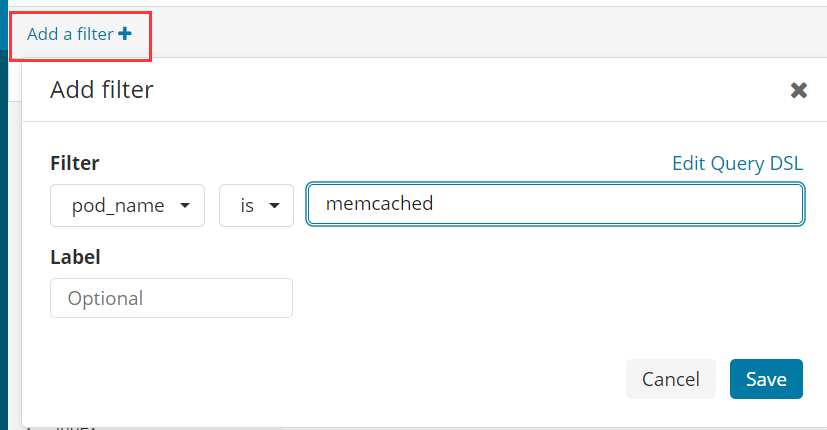 Add a filter +
Add filter
Filter
Edit Query DSL
pod_name is memcached
Label
Optional
Cancel Save